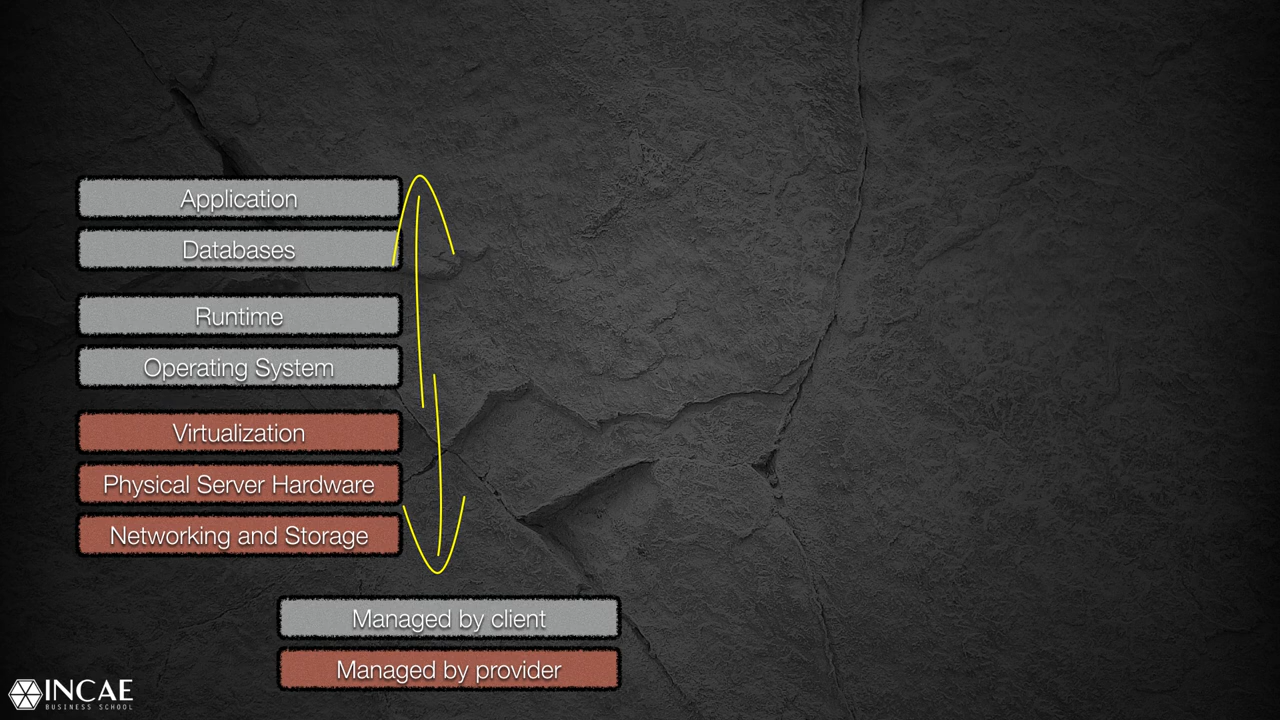 Application
Databases
Runtime
Operating System
Virtualization
Physical Server Hardware
Networking and Storage
Managed by client
Managed by provider
INCAE
BUSINESS SCHOOL